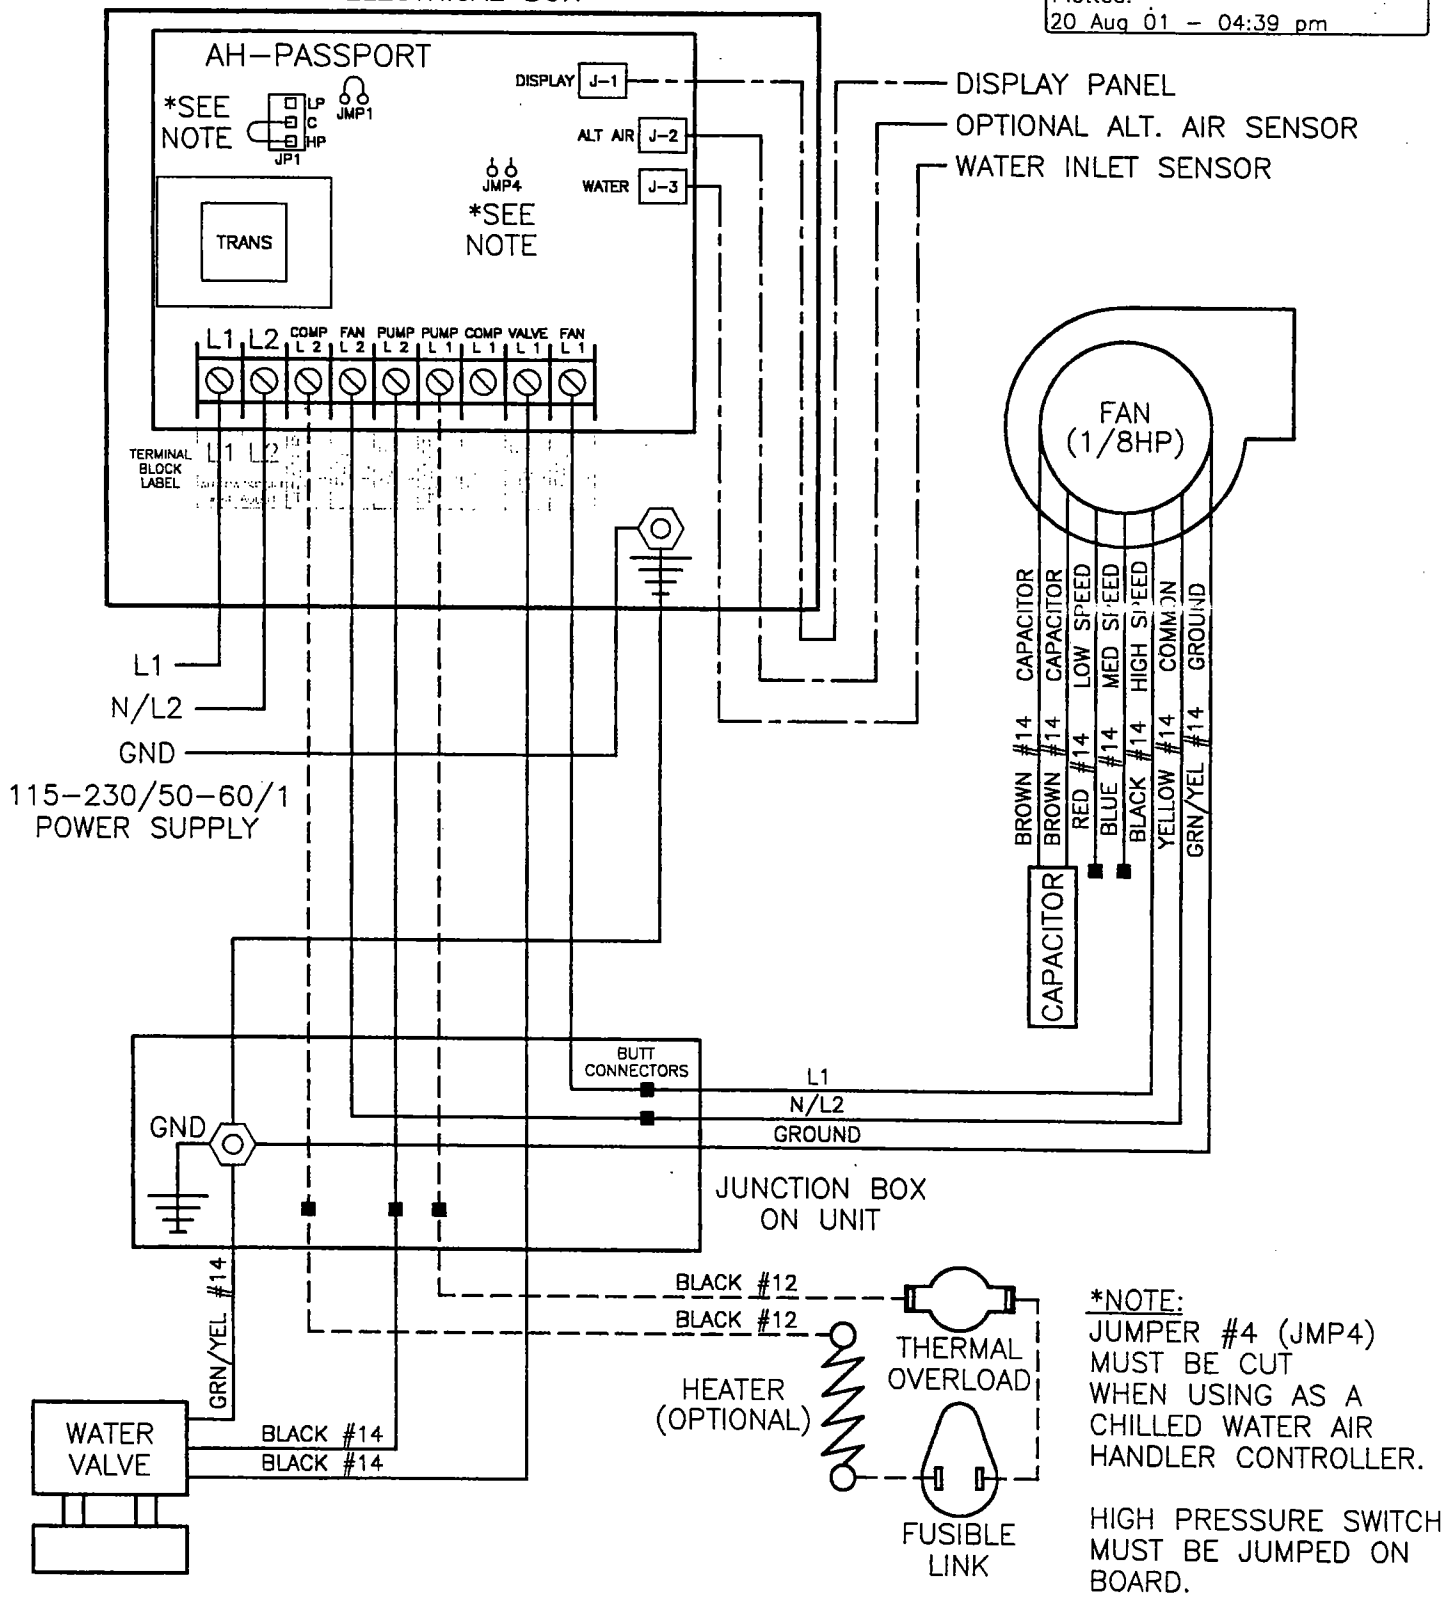 20 Aug 01 - 04:39 pm
AH-PASSPORT
*SEE
NOTE
LP
C
HP
JP1
JMP1
DISPLAY J-1
ALT AIR J-2
WATER J-3
JMP4
*SEE
NOTE
TRANS
DISPLAY PANEL
OPTIONAL ALT. AIR SENSOR
WATER INLET SENSOR
L1 L2 COMP FAN PUMP PUMP COMP VALVE FAN
L 2 L 2 L 2 L 1 L 1 L 1 L 1
TERMINAL
BLOCK
LABEL
L1 L2
FAN
(1/8HP)
L1
N/L2
GND
115-230/50-60/1
POWER SUPPLY
BROWN #14 CAPACITOR
BROWN #14 CAPACITOR
RED #14 LOW SPEED
BLUE #14 MED SPEED
BLACK #14 HIGH SPEED
YELLOW #14 COMMON
GRN/YEL #14 GROUND
CAPACITOR
BUTT
CONNECTORS
L1
N/L2
GROUND
GND
JUNCTION BOX
ON UNIT
GRN/YEL #14
BLACK #12
BLACK #12
THERMAL
OVERLOAD
HEATER
(OPTIONAL)
FUSIBLE
LINK
WATER
VALVE
BLACK #14
BLACK #14
*NOTE:
JUMPER #4 (JMP4)
MUST BE CUT
WHEN USING AS A
CHILLED WATER AIR
HANDLER CONTROLLER.
HIGH PRESSURE SWITCH
MUST BE JUMPED ON
BOARD.